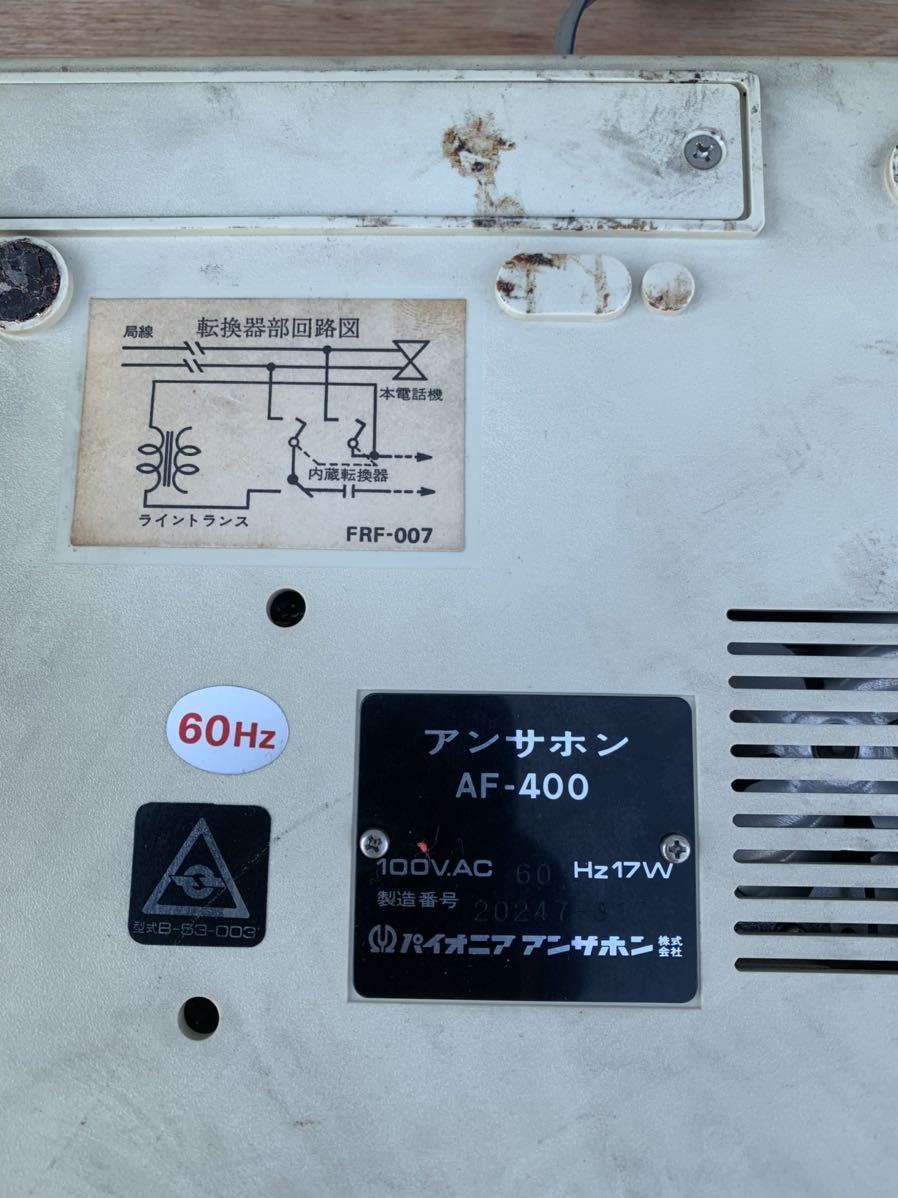 局線 転換器部回路図
本電話機
内蔵転換器
ライントランス
FRF-007
60Hz
アンサホン
AF-400
100V.AC 60 Hz17W
製造番号 20247-S
型式B-53-003
パイオニア アンサホン 株式会社